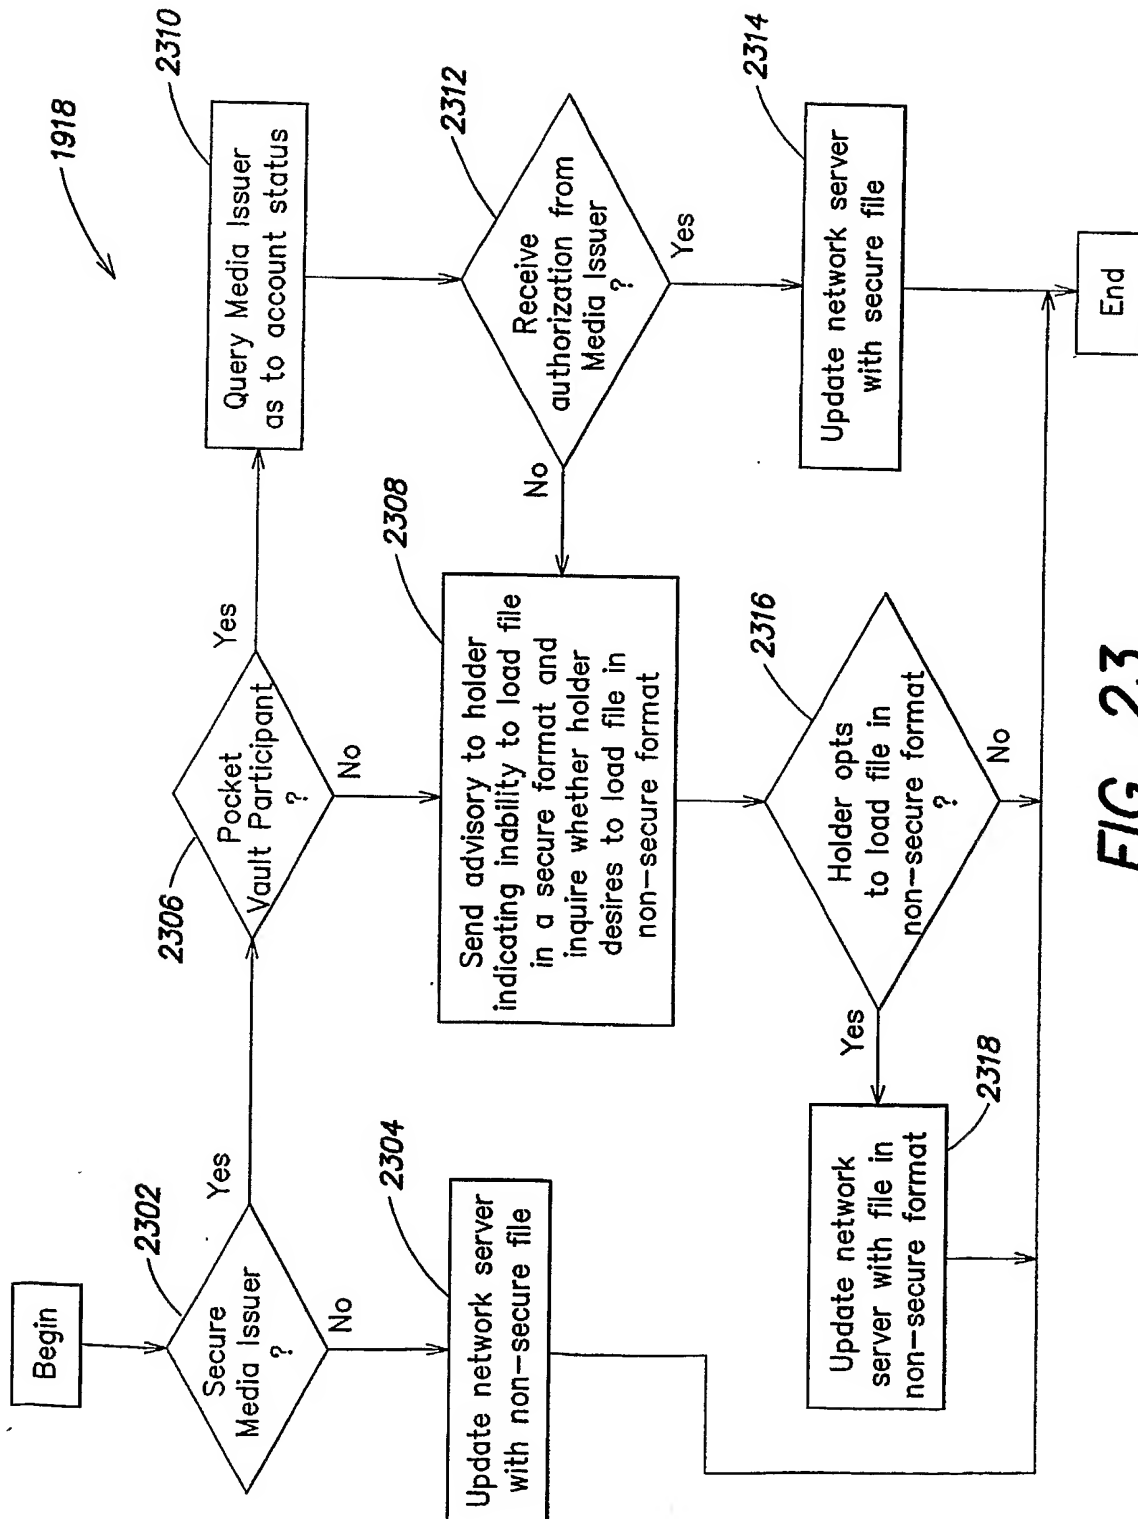 1918
Begin
2302
Secure
Media Issuer
?
Yes
No
2304
Update network server
with non-secure file
2306
Pocket
Vault Participant
?
Yes
No
2308
Send advisory to holder
indicating inability to load file
in a secure format and
inquire whether holder
desires to load file in
non-secure format
2310
Query Media Issuer
as to account status
2312
Receive
authorization from
Media Issuer
?
No
Yes
2314
Update network server
with secure file
2316
Holder opts
to load file in
non-secure format
?
Yes
No
2318
Update network
server with file in
non-secure format
End
FIG. 23